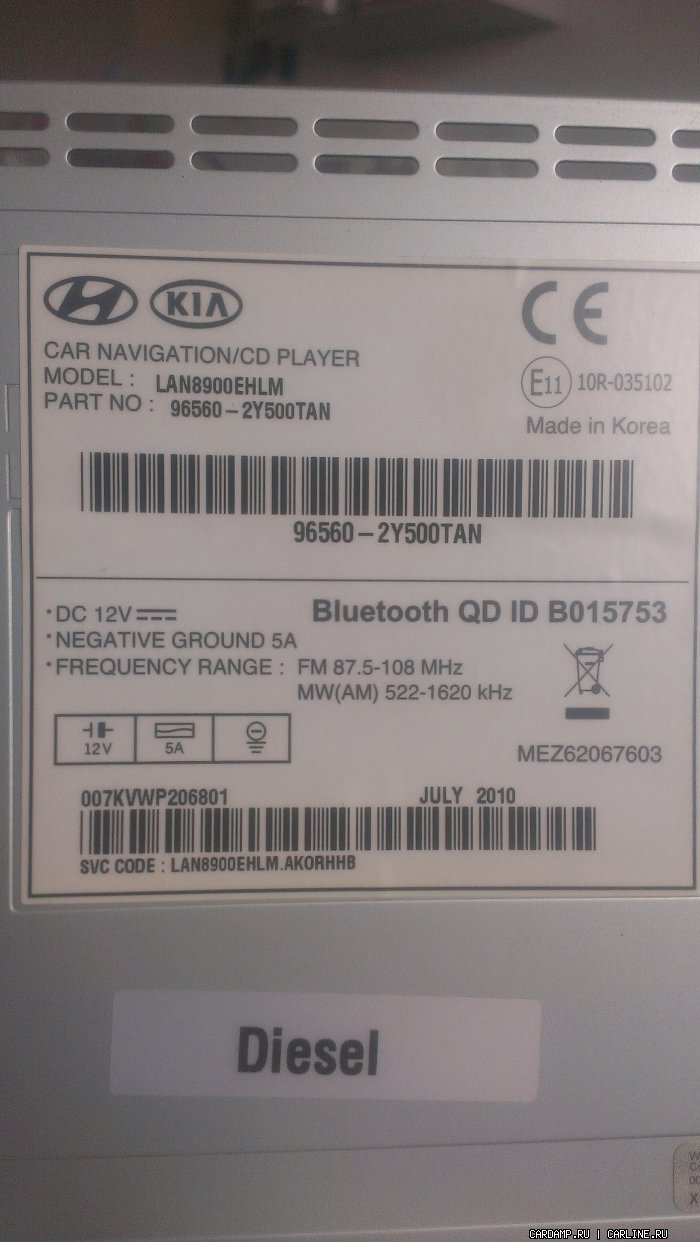 KIA
CE
CAR NAVIGATION/CD PLAYER
MODEL : LAN8900EHLM
PART NO : 96560-2Y500TAN
E11 10R-035102
Made in Korea
96560-2Y500TAN
•DC 12V
Bluetooth QD ID B015753
•NEGATIVE GROUND 5A
•FREQUENCY RANGE : FM 87.5-108 MHz
MW(AM) 522-1620 kHz
12V 5A
MEZ62067603
007KVWP206801 JULY 2010
SVC CODE : LAN8900EHLM.AKORHHB
Diesel
CARDAMP.RU | CARLINE.RU